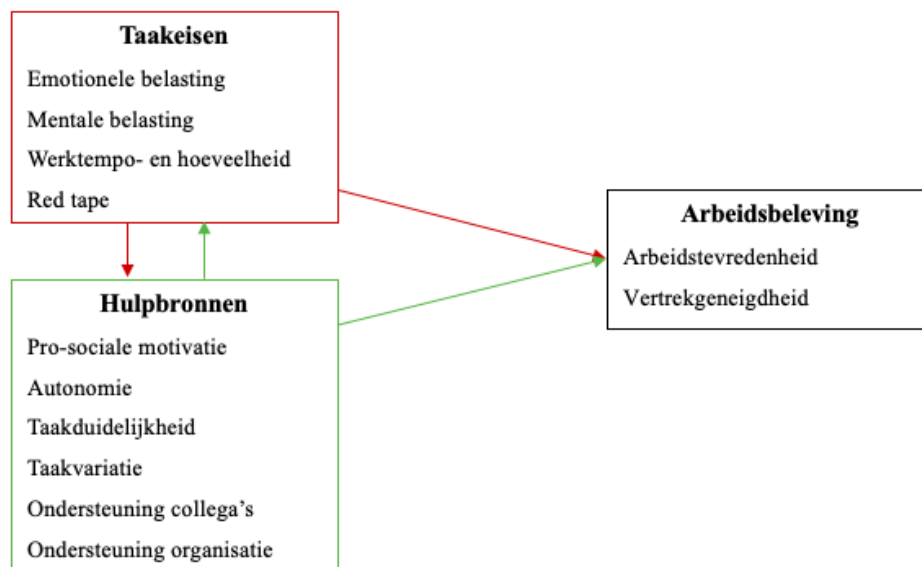 Taakeisen
Emotionele belasting
Mentale belasting
Werktempo- en hoeveelheid
Red tape
Hulpbronnen
Pro-sociale motivatie
Autonomie
Taakduidelijkheid
Taakvariatie
Ondersteuning collega's
Ondersteuning organisatie
Arbeidsbeleving
Arbeidstevredenheid
Vertrekgeneigdheid